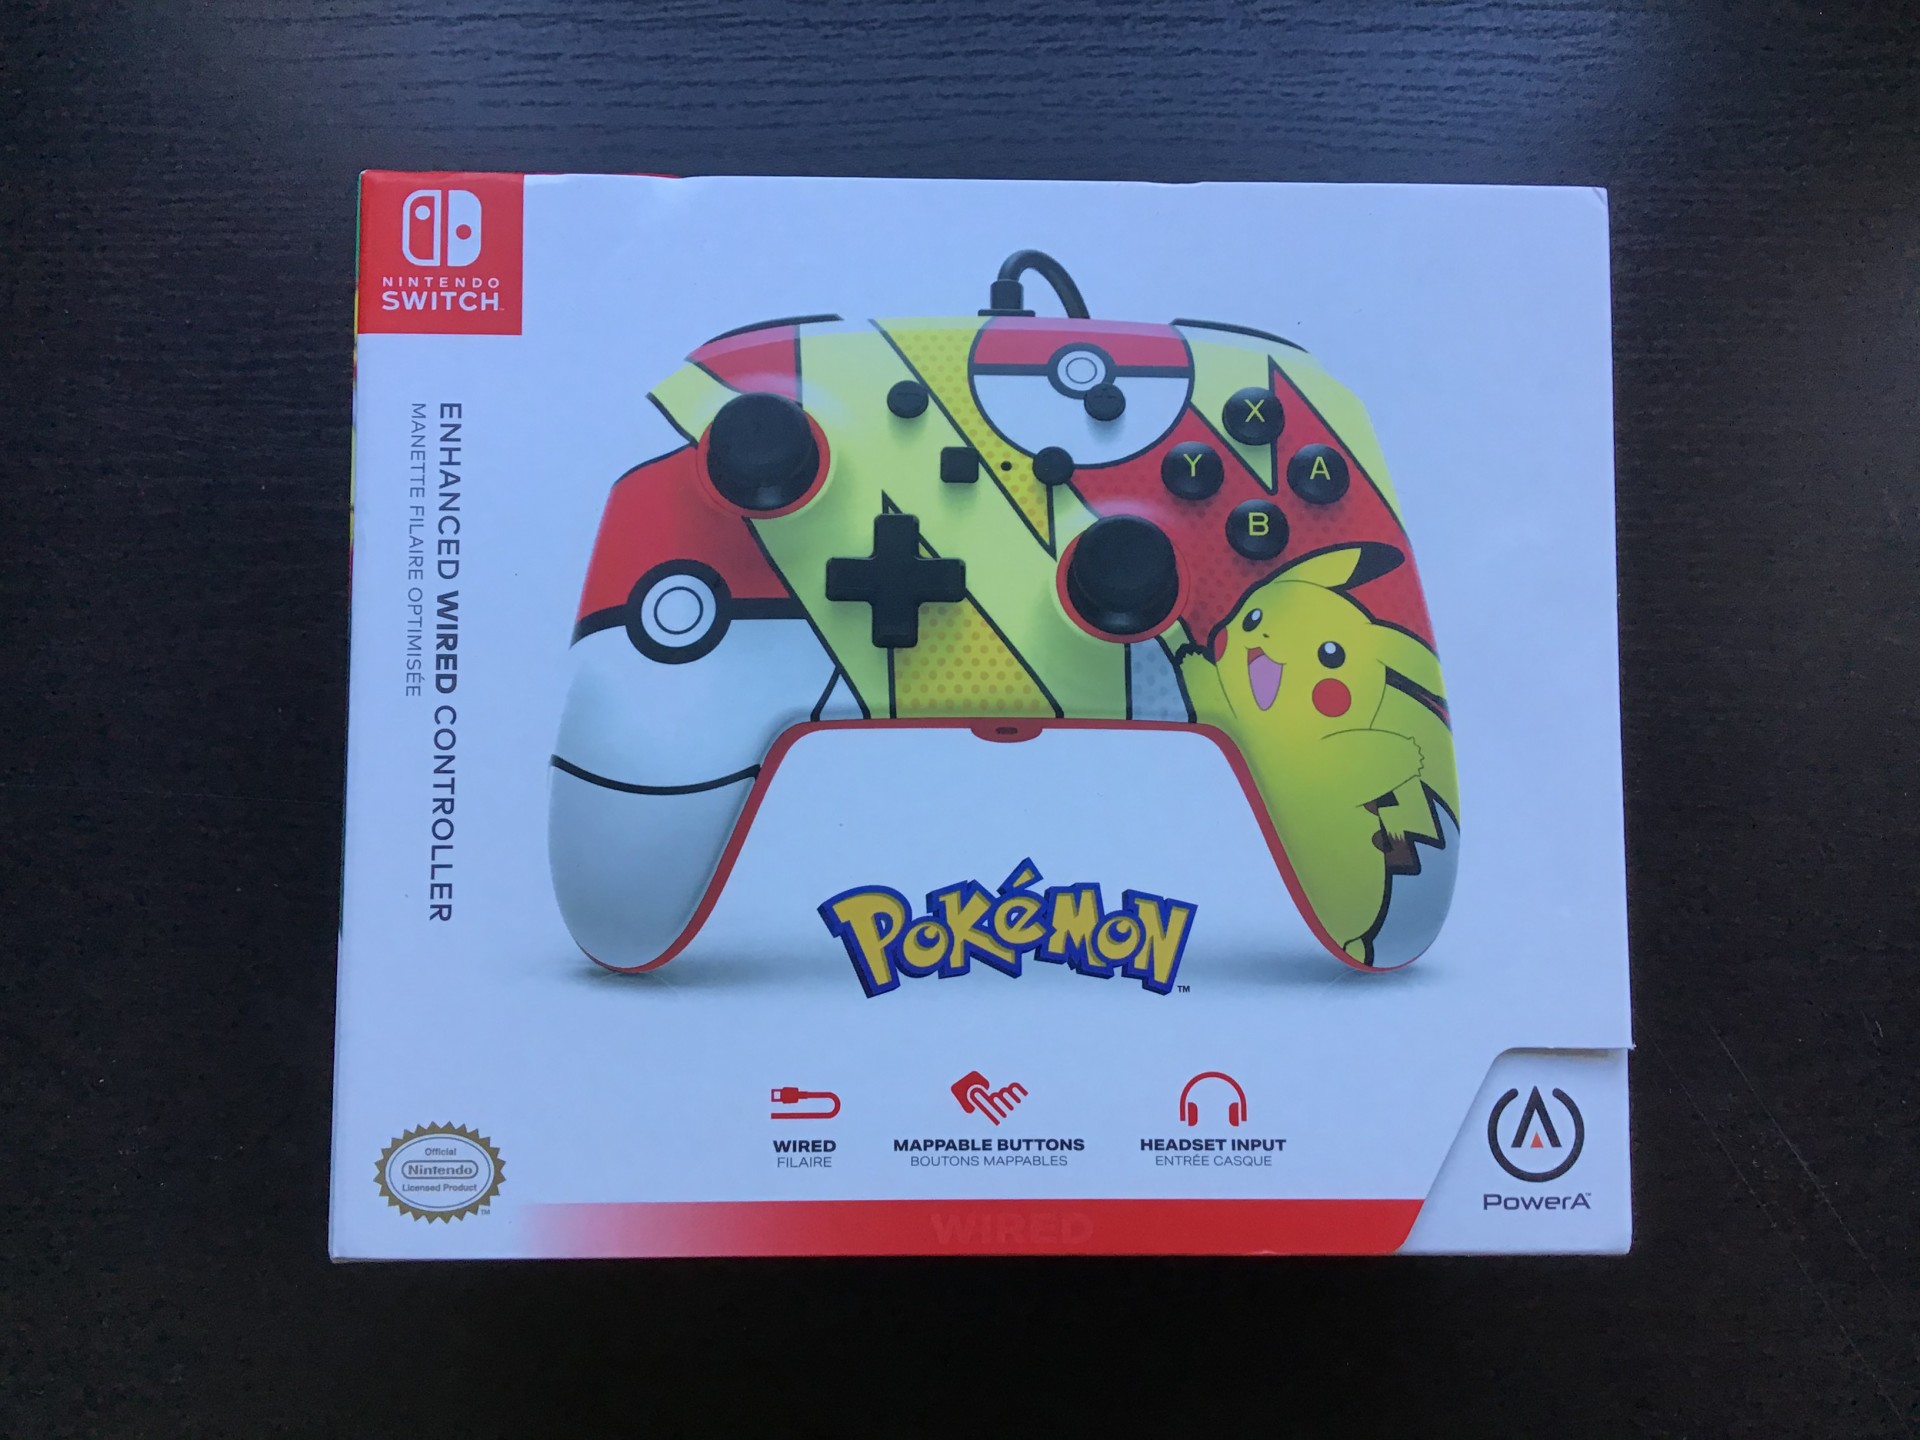 NINTENDO
SWITCH
ENHANCED WIRED CONTROLLER
MANETTE FILAIRE OPTIMISÉE
X
Y
A
B
POKéMON
TM
WIRED
FILAIRE
MAPPABLE BUTTONS
BOUTONS MAPPABLES
HEADSET INPUT
ENTRÉE CASQUE
Official
Nintendo
Licensed Product
TM
WIRED
PowerA